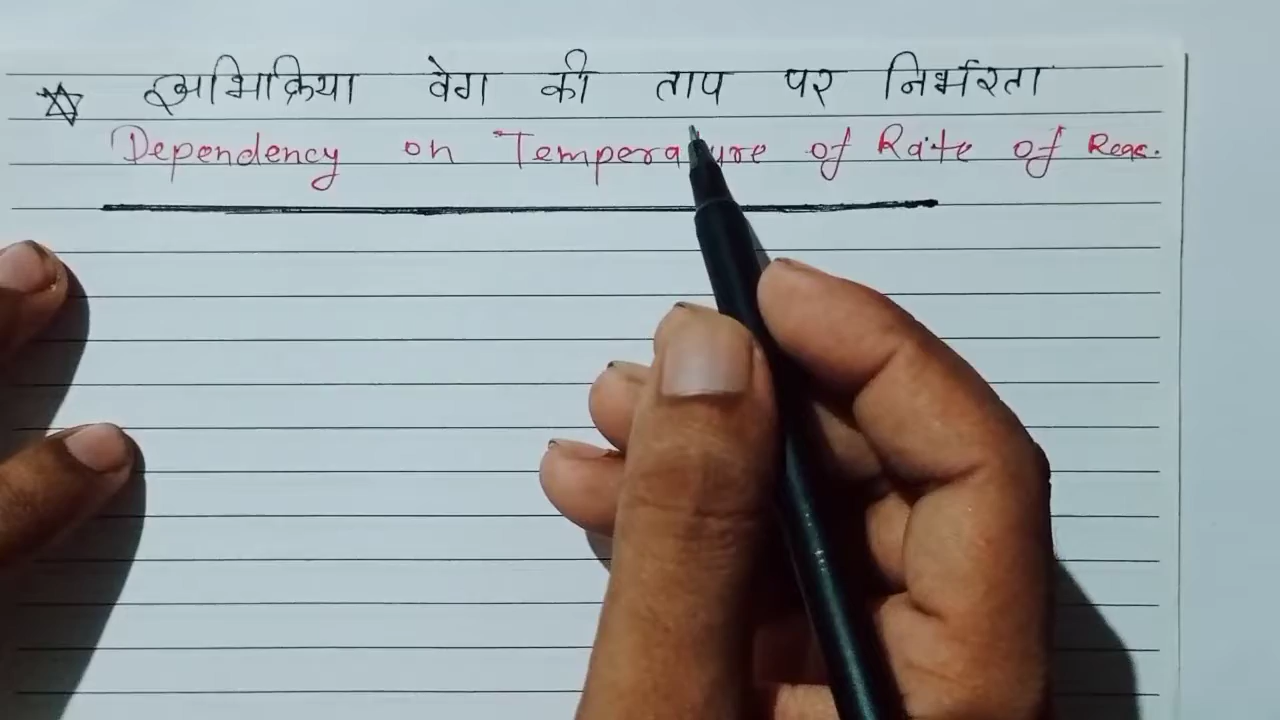 अभिक्रिया वेग की ताप पर निर्भरता
Dependency on Temperature of Rate of Reac.